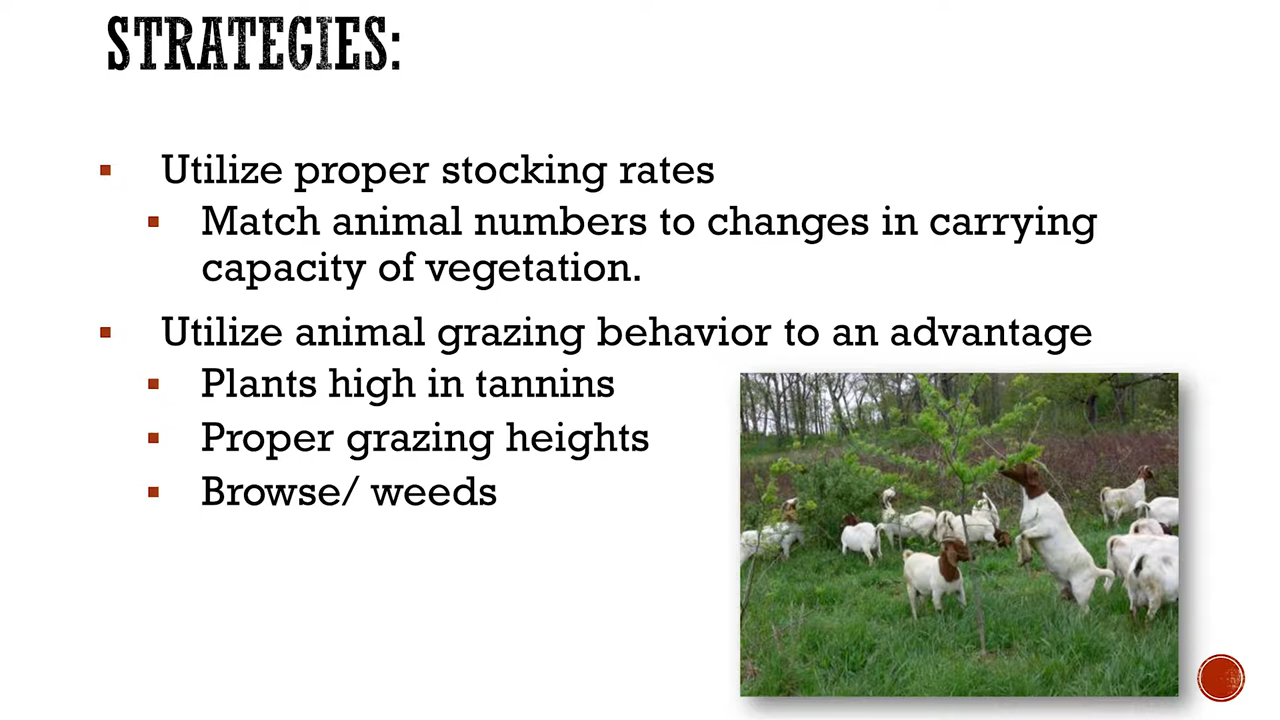 STRATEGIES:
Utilize proper stocking rates
Match animal numbers to changes in carrying
capacity of vegetation.
Utilize animal grazing behavior to an advantage
Plants high in tannins
Proper grazing heights
Browse/ weeds